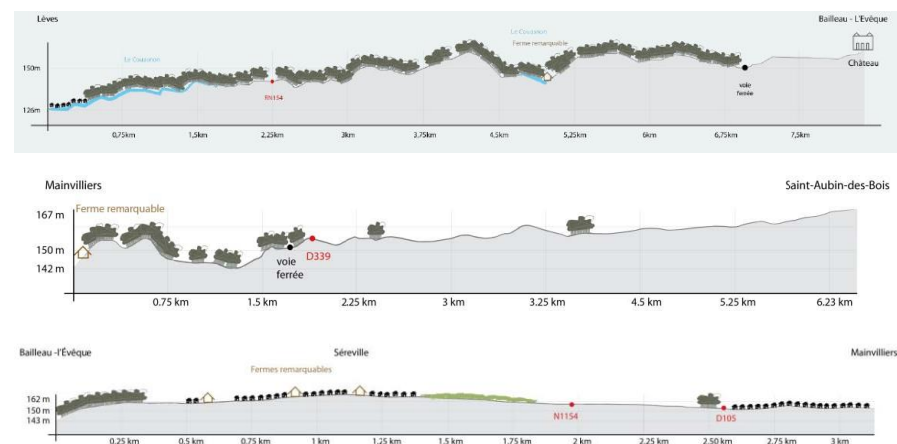 Lèves
Bailleau - L'Evêque
Le Couasnon
Le Couasnon
Ferme remarquable
Château
150m
126m
RN154
voie
ferrée
0,75km 1,5km 2,25km 3km 3,75km 4,5km 5,25km 6km 6,75km 7,5km
Mainvilliers
Saint-Aubin-des-Bois
167 m
Ferme remarquable
150 m
142 m
voie
ferrée
D339
0.75 km 1.5 km 2.25 km 3 km 3.25 km 4.5 km 5.25 km 6.23 km
Bailleau -l'Évêque
Séreville
Mainvilliers
Fermes remarquables
162 m
150 m
143 m
N1154
D105
0.25 km 0.5 km 0.75 km 1 km 1.25 km 1.5 km 1.75 km 2 km 2.25 km 2.50 km 2.75 km 3 km